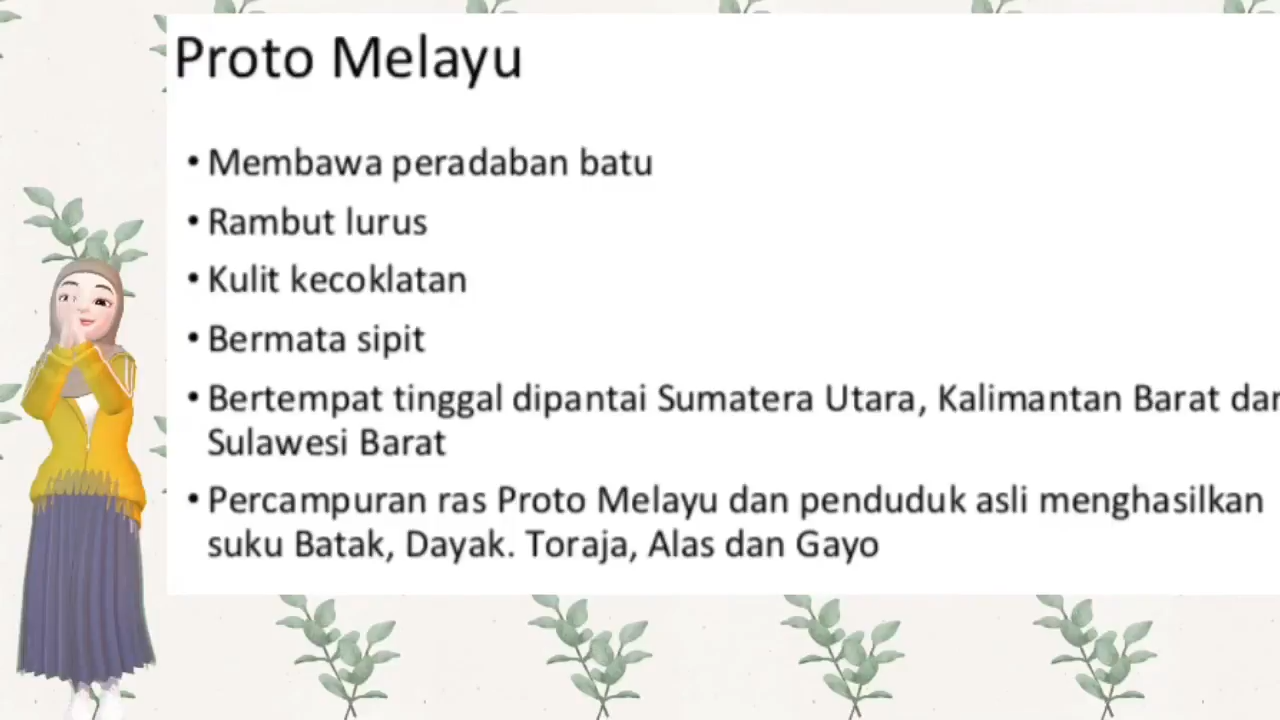 Proto Melayu
• Membawa peradaban batu
• Rambut lurus
• Kulit kecoklatan
• Bermata sipit
• Bertempat tinggal dipantai Sumatera Utara, Kalimantan Barat dan
Sulawesi Barat
• Percampuran ras Proto Melayu dan penduduk asli menghasilkan
suku Batak, Dayak. Toraja, Alas dan Gayo